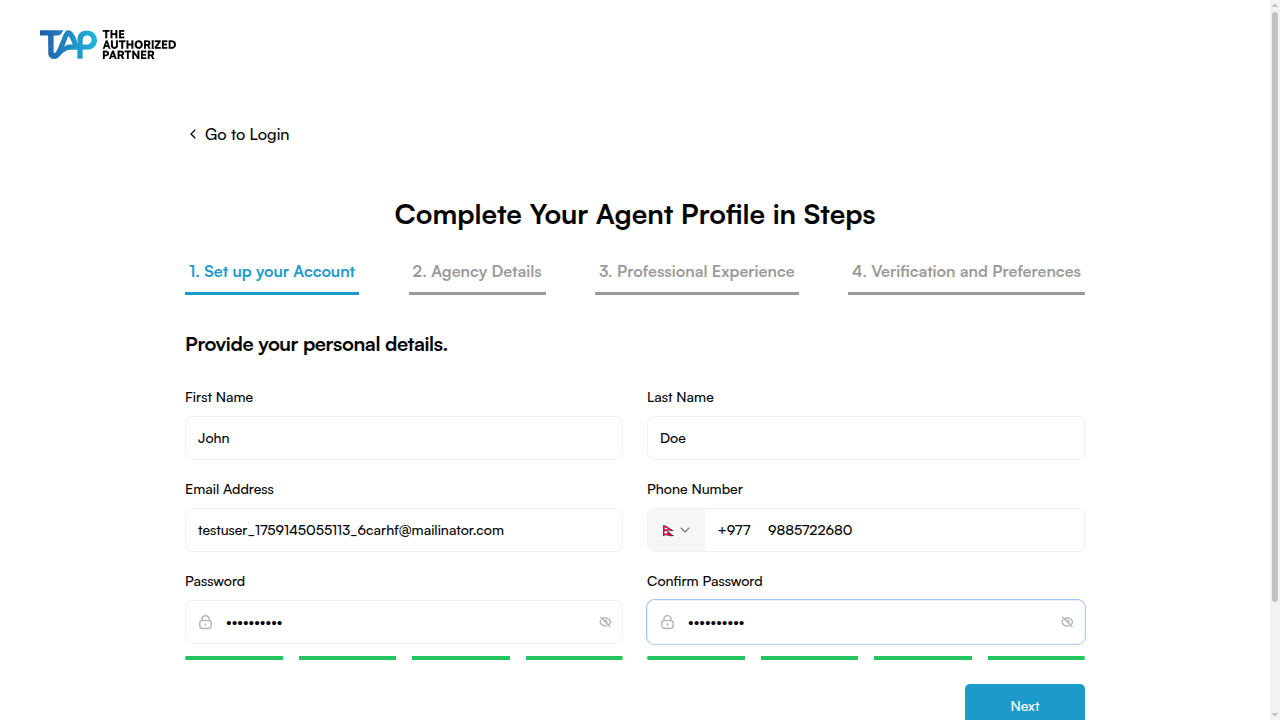 TAP THE AUTHORIZED PARTNER
Go to Login
Complete Your Agent Profile in Steps
1. Set up your Account
2. Agency Details
3. Professional Experience
4. Verification and Preferences
Provide your personal details.
First Name
Last Name
John
Doe
Email Address
Phone Number
testuser_1759145055113_6carhf@mailinator.com
+977 9885722680
Password
Confirm Password
••••••••••
••••••••••
Next